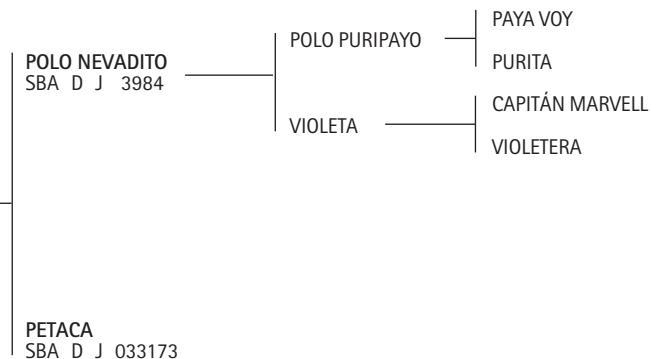 POLO NEVADITO
SBA D J 3984
POLO PURIPAYO
VIOLETA
PAYA VOY
PURITA
CAPITÁN MARVELL
VIOLETERA
PETACA
SBA D J 033173